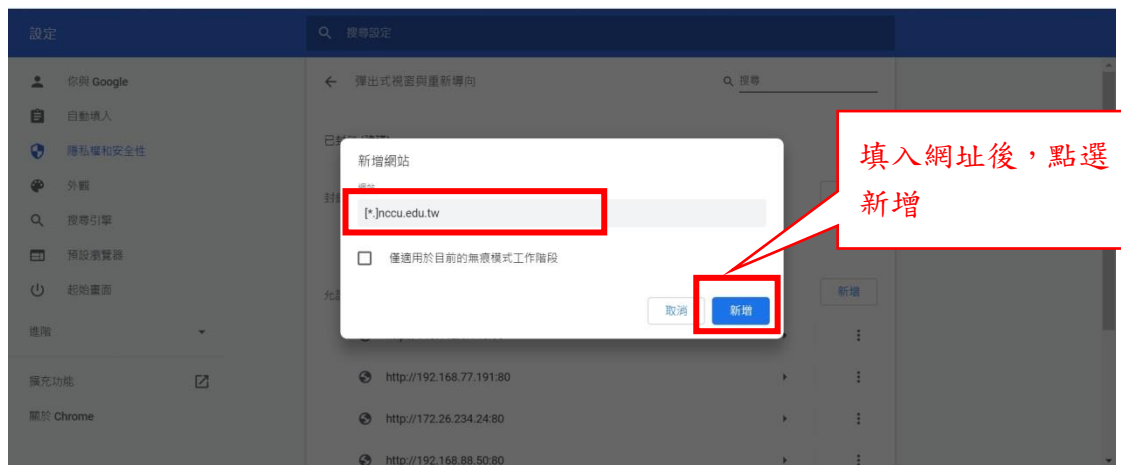 設定
搜尋設定
你與 Google
自動填入
隱私權和安全性
外觀
搜尋引擎
預設瀏覽器
起始畫面
進階
擴充功能
關於 Chrome
彈出式視窗與重新導向
搜尋
新增網站
網站
[*.]nccu.edu.tw
僅適用於目前的無痕模式工作階段
取消
新增
填入網址後，點選
新增
新增
http://192.168.77.191:80
http://172.26.234.24:80
http://192.168.88.50:80